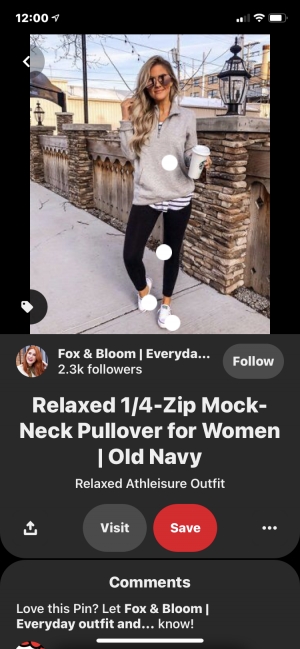 12:00
Fox & Bloom | Everyda...
2.3k followers
Follow
Relaxed 1/4-Zip Mock-
Neck Pullover for Women
| Old Navy
Relaxed Athleisure Outfit
Visit
Save
Comments
Love this Pin? Let Fox & Bloom |
Everyday outfit and... know!